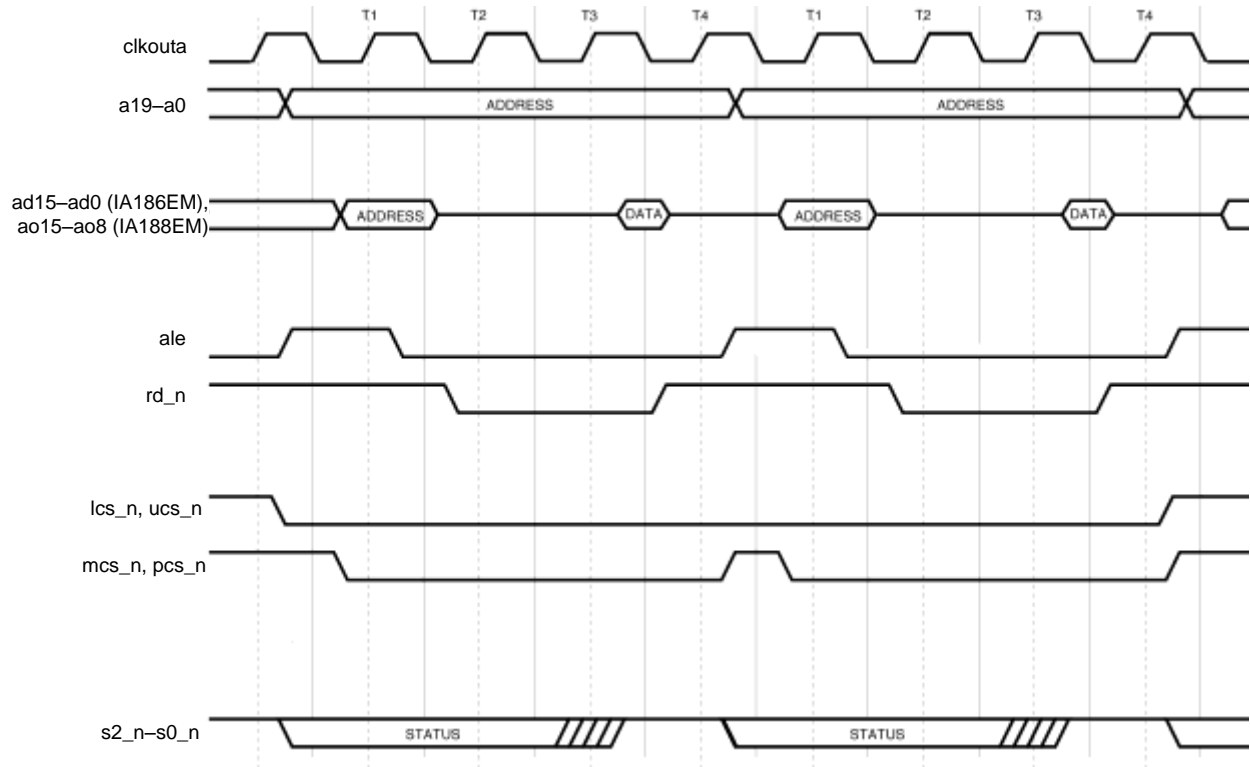 T1 T2 T3 T4 T1 T2 T3 T4
clkouta
a19–a0 ADDRESS ADDRESS
ad15–ad0 (IA186EM),
ao15–ao8 (IA188EM) ADDRESS DATA ADDRESS DATA
ale
rd_n
lcs_n, ucs_n
mcs_n, pcs_n
s2_n–s0_n STATUS STATUS